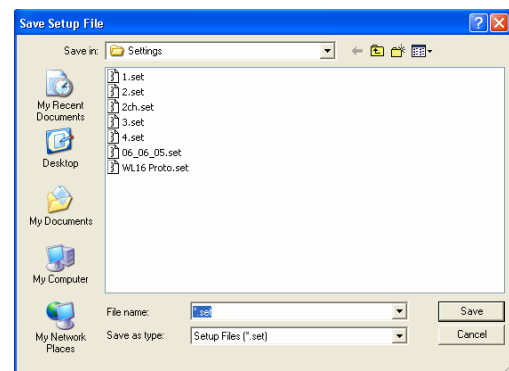 Save Setup File
Save in:
Settings
My Recent
Documents
Desktop
My Documents
My Computer
My Network
Places
1.set
2.set
2ch.set
3.set
4.set
06_06_05.set
WL16 Proto.set
File name:
*.set
Save
Save as type:
Setup Files (*.set)
Cancel